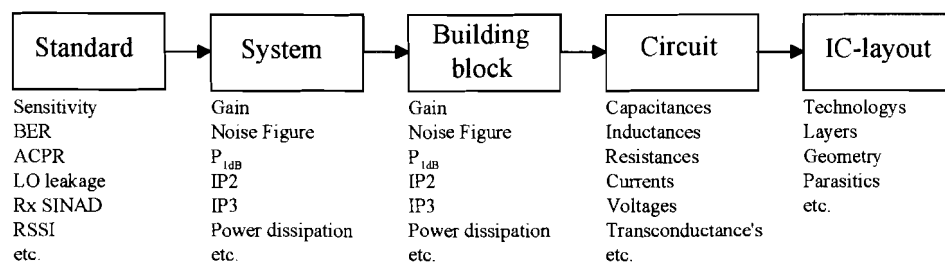 Standard
Sensitivity
BER
ACPR
LO leakage
Rx SINAD
RSSI
etc.
System
Gain
Noise Figure
P1dB
IP2
IP3
Power dissipation
etc.
Building
block
Gain
Noise Figure
P1dB
IP2
IP3
Power dissipation
etc.
Circuit
Capacitances
Inductances
Resistances
Currents
Voltages
Transconductance's
etc.
IC-layout
Technologys
Layers
Geometry
Parasitics
etc.